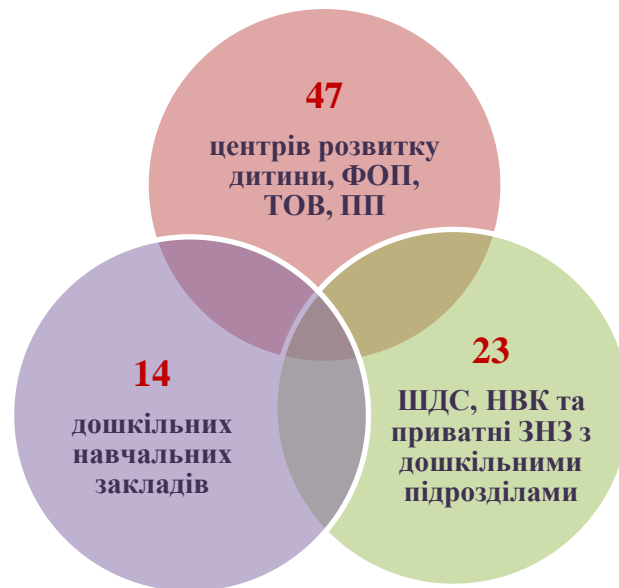 47
центрів розвитку
дитини, ФОП,
ТОВ, ПП
14
дошкільних
навчальних
закладів
23
ШДС, НВК та
приватні ЗНЗ з
дошкільними
підрозділами